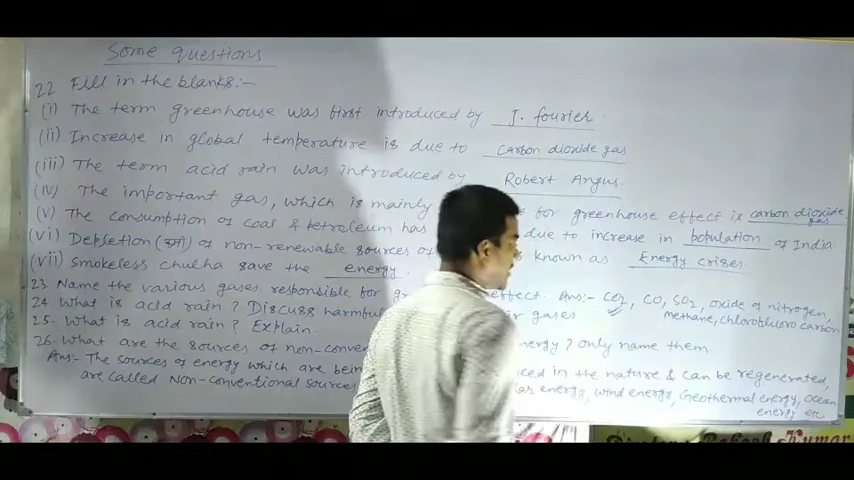 Some questions
22 Fill in the blanks:-
(i) The term greenhouse was first introduced by J. fourier.
(ii) Increase in global temperature is due to carbon dioxide gas
(iii) The term acid rain was introduced by Robert Angus.
(iv) The important gas, which is mainly for greenhouse effect is carbon dioxide gas
(v) The consumption of coal & petroleum has due to increase in population of India.
(vi) Depletion (कमी) of non-renewable sources of is known as Energy crises.
(vii) Smokeless chulha save the energy.
23 Name the various gases responsible for effect. Ans:- CO2, CO, SO2, oxide of nitrogen,
methane, chlorofluoro carbon
24. What is acid rain? Discuss harmful gases
25. What is acid rain? Explain.
26. What are the sources of non-conve energy? only name them.
Ans:- The sources of energy which are bein in the nature & can be regenerated,
are called Non-conventional sources energy, wind energy, Geothermal energy, ocean
energy etc
Kumar